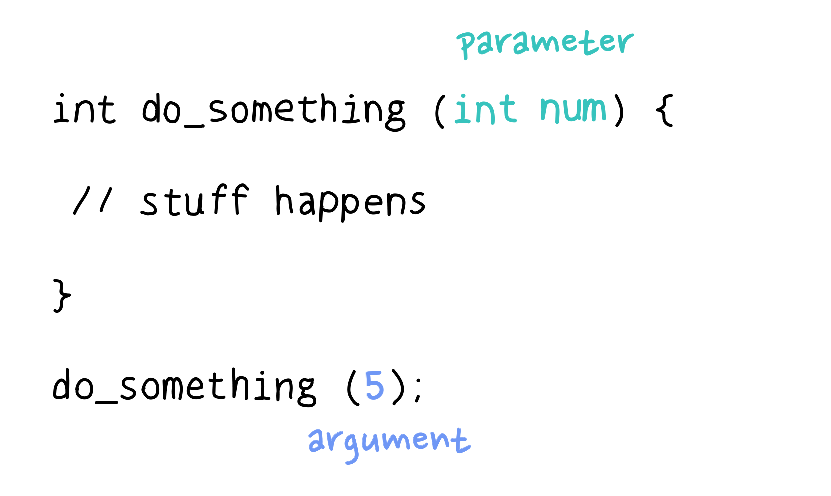 parameter
int do_something (int num) {
// stuff happens
}
do_something (5);
argument